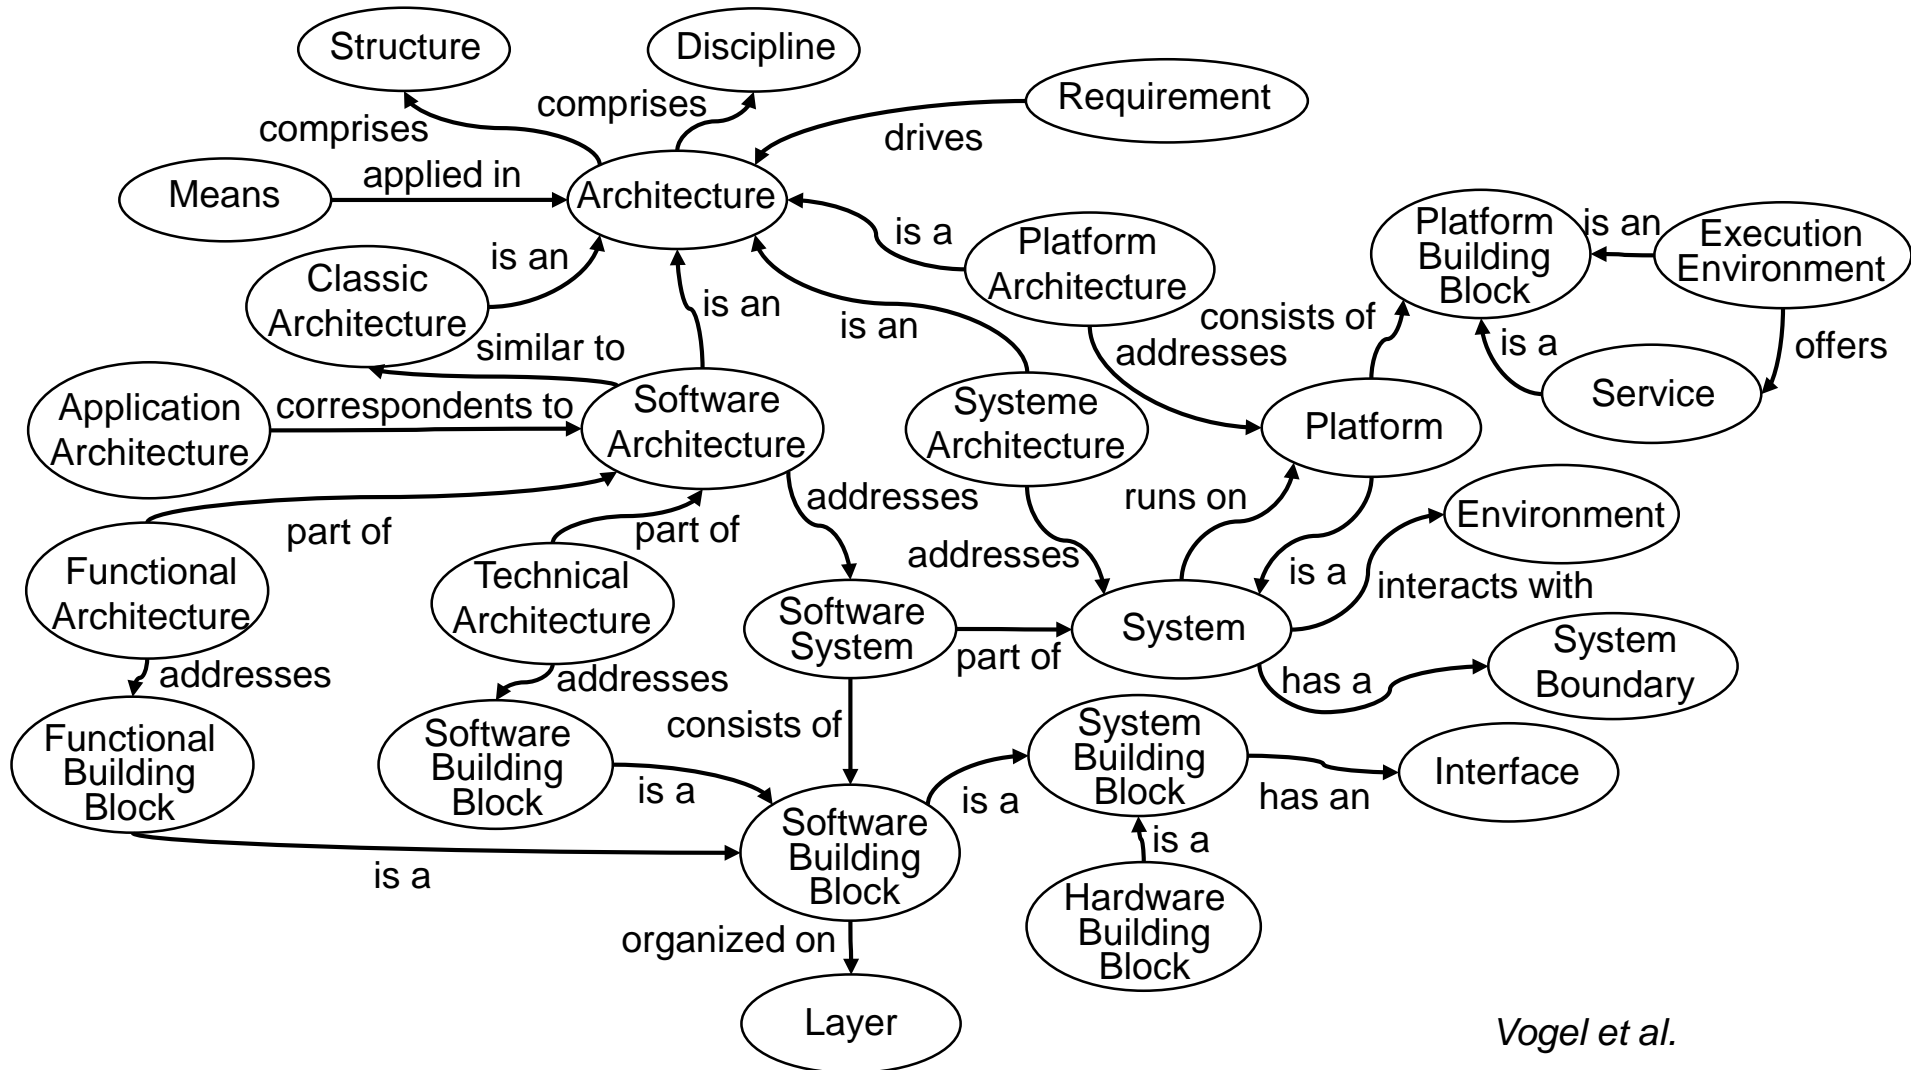 Structure
Discipline
Requirement
comprises
comprises
drives
Means
applied in
Architecture
is a
Platform
Architecture
Platform
Building
Block
is an
Execution
Environment
Classic
Architecture
is an
is an
is an
consists of
addresses
is a
offers
similar to
Service
Application
Architecture
correspondents to
Software
Architecture
Systeme
Architecture
Platform
addresses
runs on
Environment
part of
part of
addresses
is a
interacts with
Functional
Architecture
Technical
Architecture
Software
System
part of
System
System
Boundary
has a
addresses
addresses
consists of
Functional
Building
Block
Software
Building
Block
is a
System
Building
Block
is a
has an
Interface
Software
Building
Block
is a
is a
Hardware
Building
Block
organized on
Layer
Vogel et al.